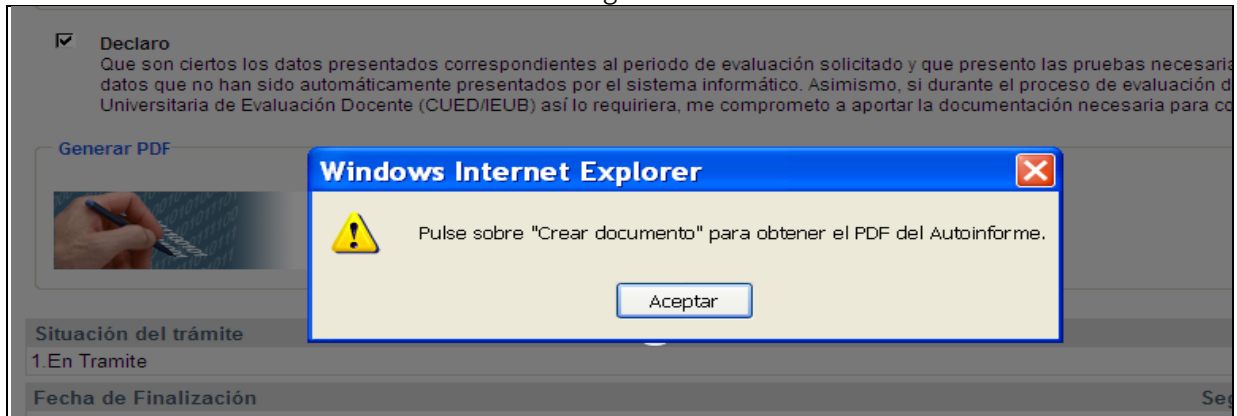 Declaro
Que son ciertos los datos presentados correspondientes al periodo de evaluación solicitado y que presento las pruebas necesaria
datos que no han sido automáticamente presentados por el sistema informático. Asimismo, si durante el proceso de evaluación d
Universitaria de Evaluación Docente (CUED/IEUB) así lo requiriera, me comprometo a aportar la documentación necesaria para co
Generar PDF
Windows Internet Explorer
Pulse sobre "Crear documento" para obtener el PDF del Autoinforme.
Aceptar
Situación del trámite
1.En Tramite
Fecha de Finalización